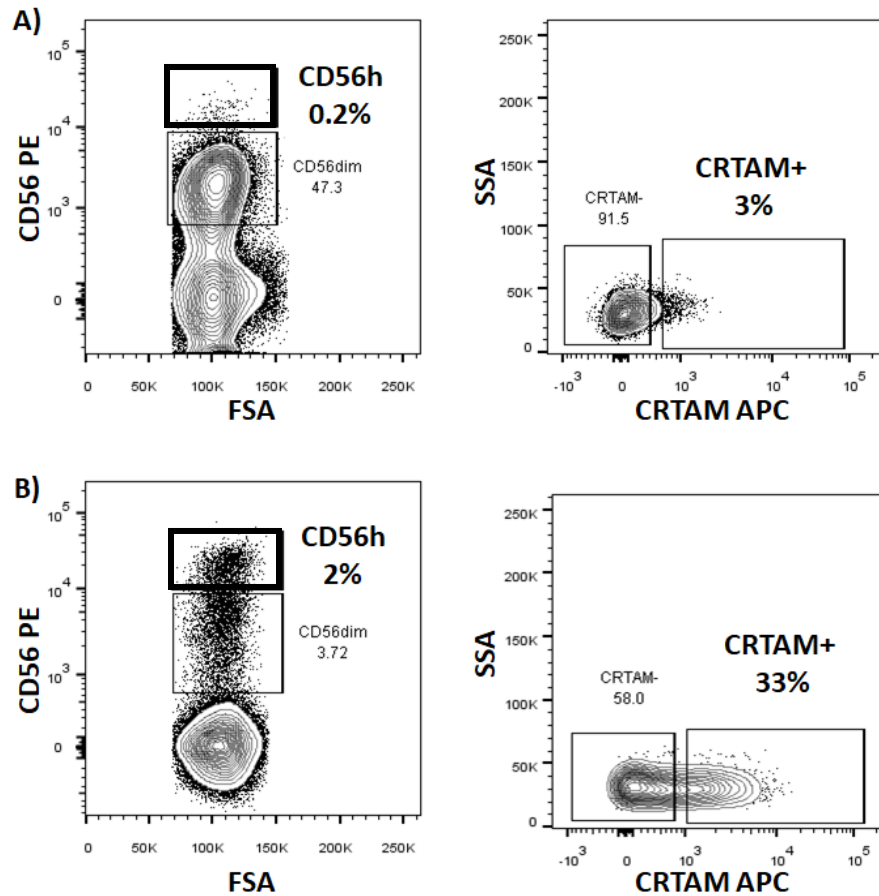 A)
CD56 PE
10^5
10^4
10^3
0
CD56h
0.2%
CD56dim
47.3
0
50K
100K
150K
200K
250K
FSA
SSA
250K
200K
150K
100K
50K
0
CRTAM-
91.5
CRTAM+
3%
-10^3
0
10^3
10^4
10^5
CRTAM APC
B)
CD56 PE
10^5
10^4
10^3
0
CD56h
2%
CD56dim
3.72
0
50K
100K
150K
200K
250K
FSA
SSA
250K
200K
150K
100K
50K
0
CRTAM-
58.0
CRTAM+
33%
-10^3
0
10^3
10^4
10^5
CRTAM APC